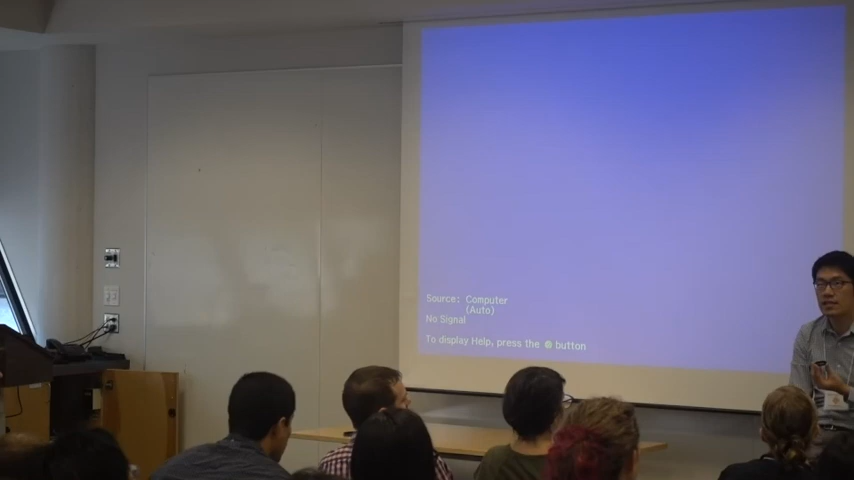 Source: Computer
(Auto)
No Signal
To display Help, press the button